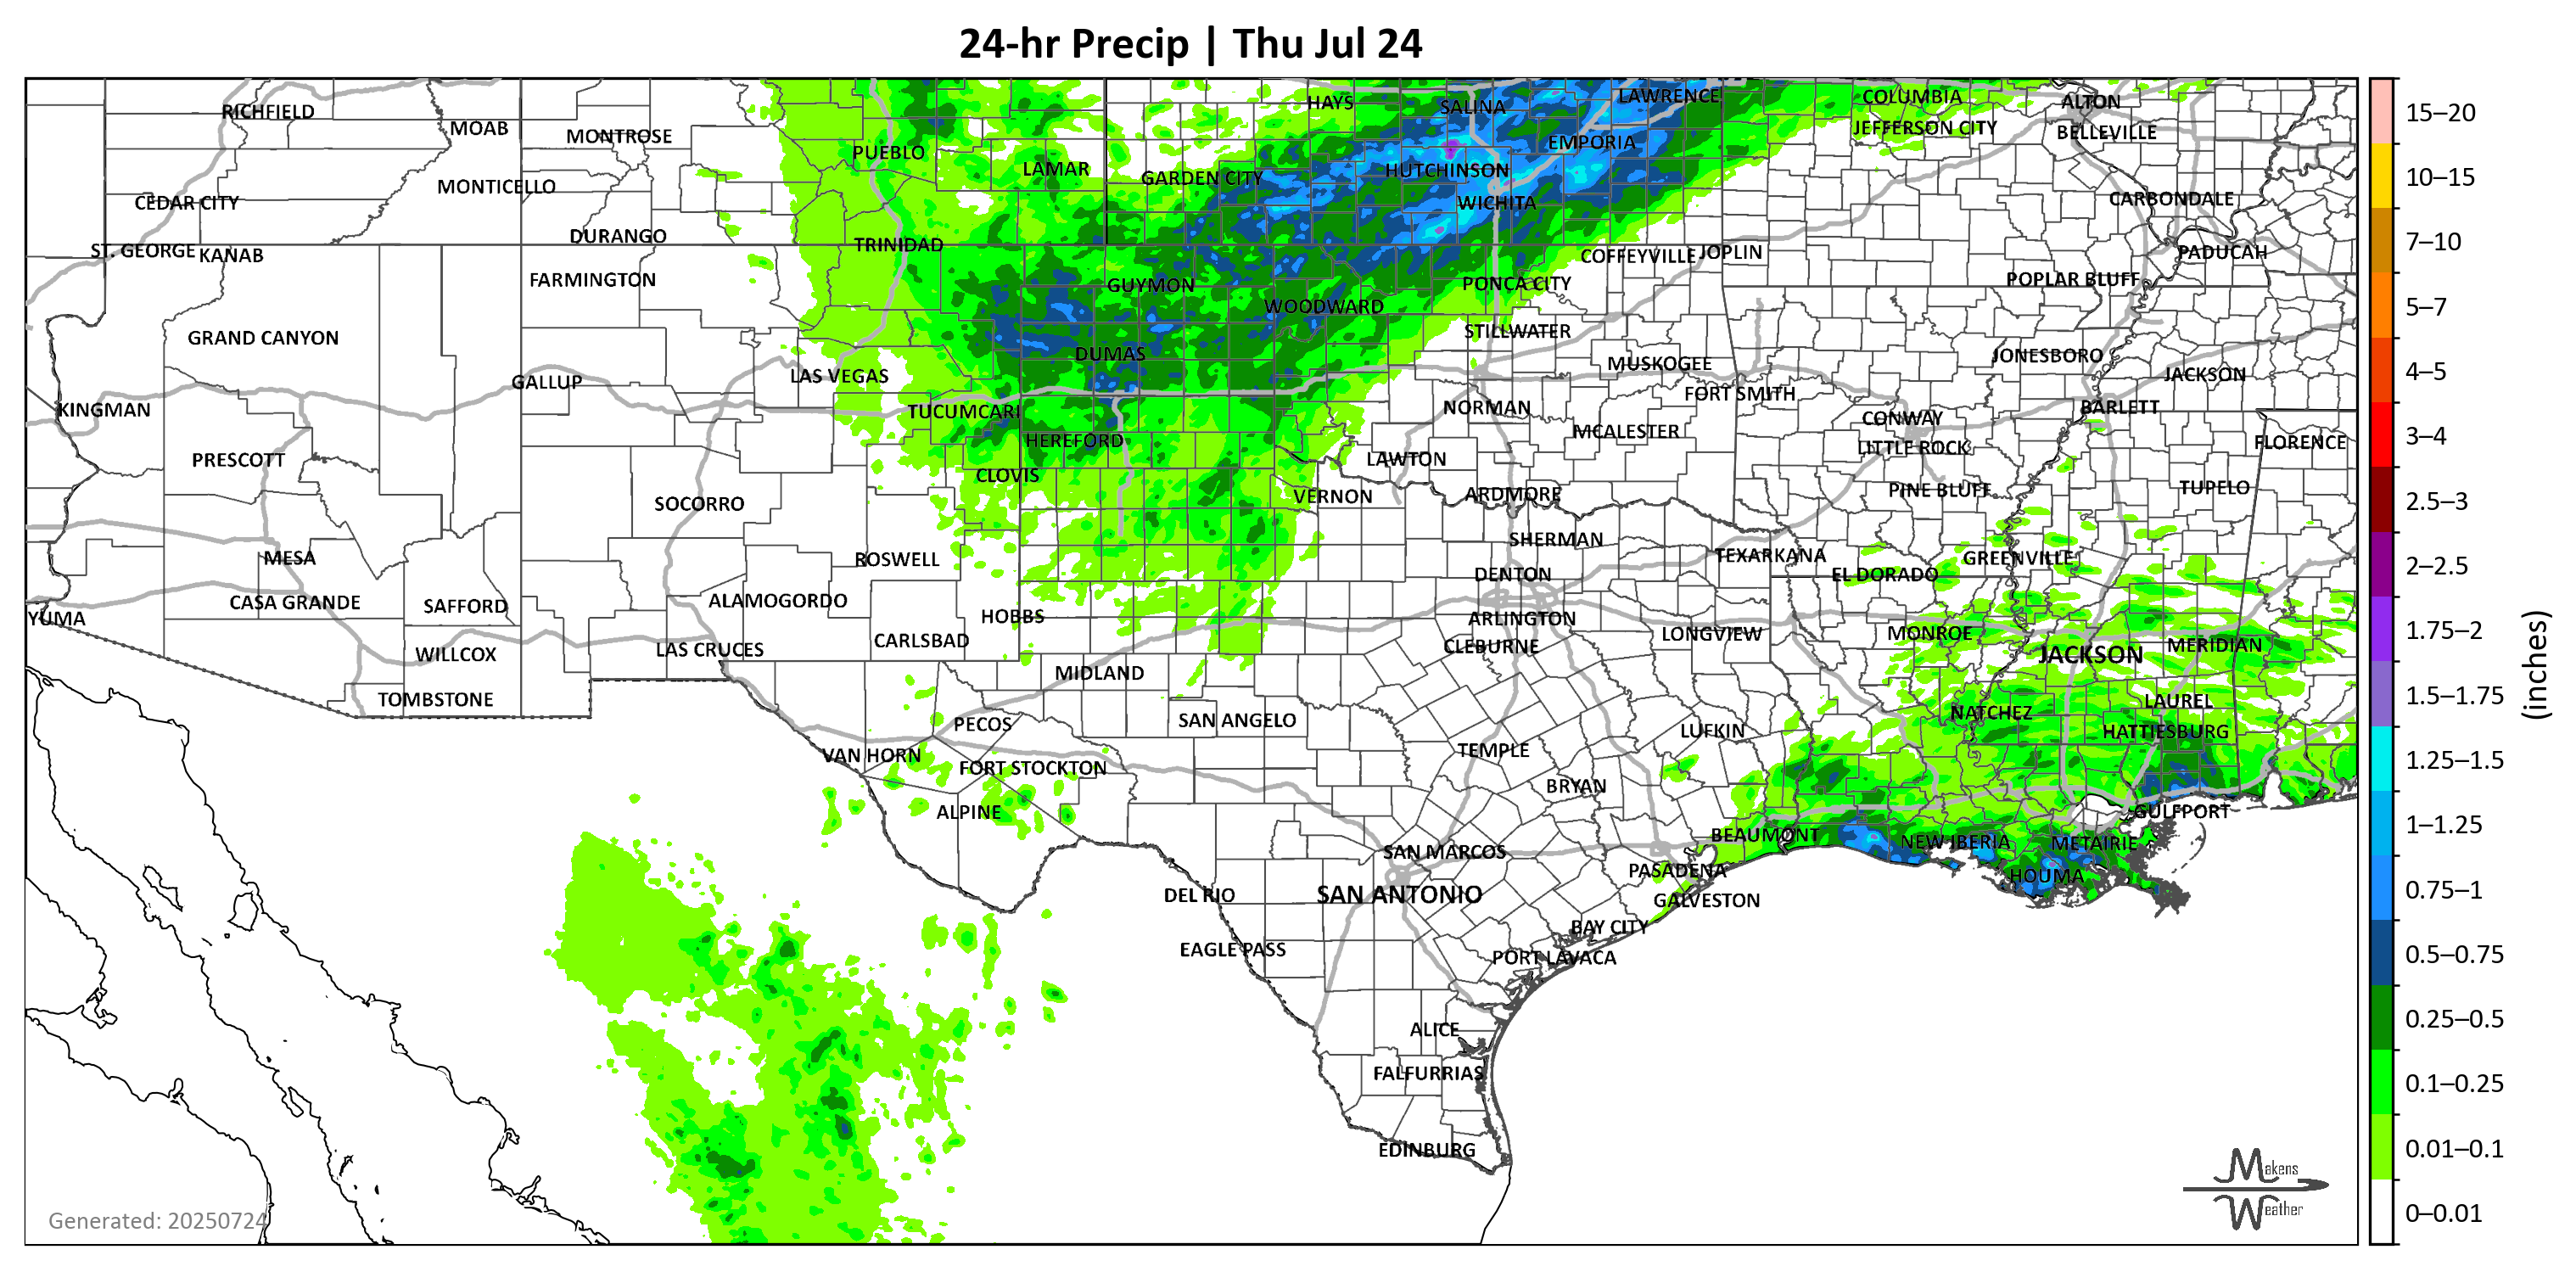 24-hr Precip | Thu Jul 24
RICHFIELD
MOAB
MONTROSE
PUEBLO
LAMAR
GARDEN CITY
HAYS
SALINA
LAWRENCE
COLUMBIA
ALTON
JEFFERSON CITY
BELLEVILLE
EMPORIA
HUTCHINSON
MONTICELLO
CEDAR CITY
WICHITA
CARBONDALE
DURANGO
TRINIDAD
ST. GEORGE
KANAB
COFFEYVILLE
JOPLIN
PADUCAH
FARMINGTON
GUYMON
PONCA CITY
POPLAR BLUFF
WOODWARD
GRAND CANYON
STILLWATER
DUMAS
JONESBORO
MUSKOGEE
LAS VEGAS
GALLUP
JACKSON
FORT SMITH
KINGMAN
TUCUMCARI
NORMAN
CONWAY
BARLETT
MCALESTER
HEREFORD
LITTLE ROCK
FLORENCE
PRESCOTT
LAWTON
CLOVIS
VERNON
ARDMORE
PINE BLUFF
TUPELO
SOCORRO
SHERMAN
MESA
ROSWELL
TEXARKANA
GREENVILLE
DENTON
EL DORADO
CASA GRANDE
SAFFORD
ALAMOGORDO
HOBBS
YUMA
ARLINGTON
CARLSBAD
LONGVIEW
MONROE
CLEBURNE
MERIDIAN
WILLCOX
LAS CRUCES
JACKSON
MIDLAND
TOMBSTONE
LAUREL
NATCHEZ
PECOS
SAN ANGELO
LUFKIN
HATTIESBURG
VAN HORN
TEMPLE
FORT STOCKTON
BRYAN
ALPINE
GULFPORT
BEAUMONT
NEW IBERIA
METAIRIE
SAN MARCOS
PASADENA
HOUMA
DEL RIO
SAN ANTONIO
GALVESTON
BAY CITY
EAGLE PASS
PORT LAVACA
ALICE
FALFURRIAS
EDINBURG
Generated: 20250724
Makens
Weather
15–20
10–15
7–10
5–7
4–5
3–4
2.5–3
2–2.5
1.75–2
1.5–1.75
1.25–1.5
1–1.25
0.75–1
0.5–0.75
0.25–0.5
0.1–0.25
0.01–0.1
0–0.01
(inches)